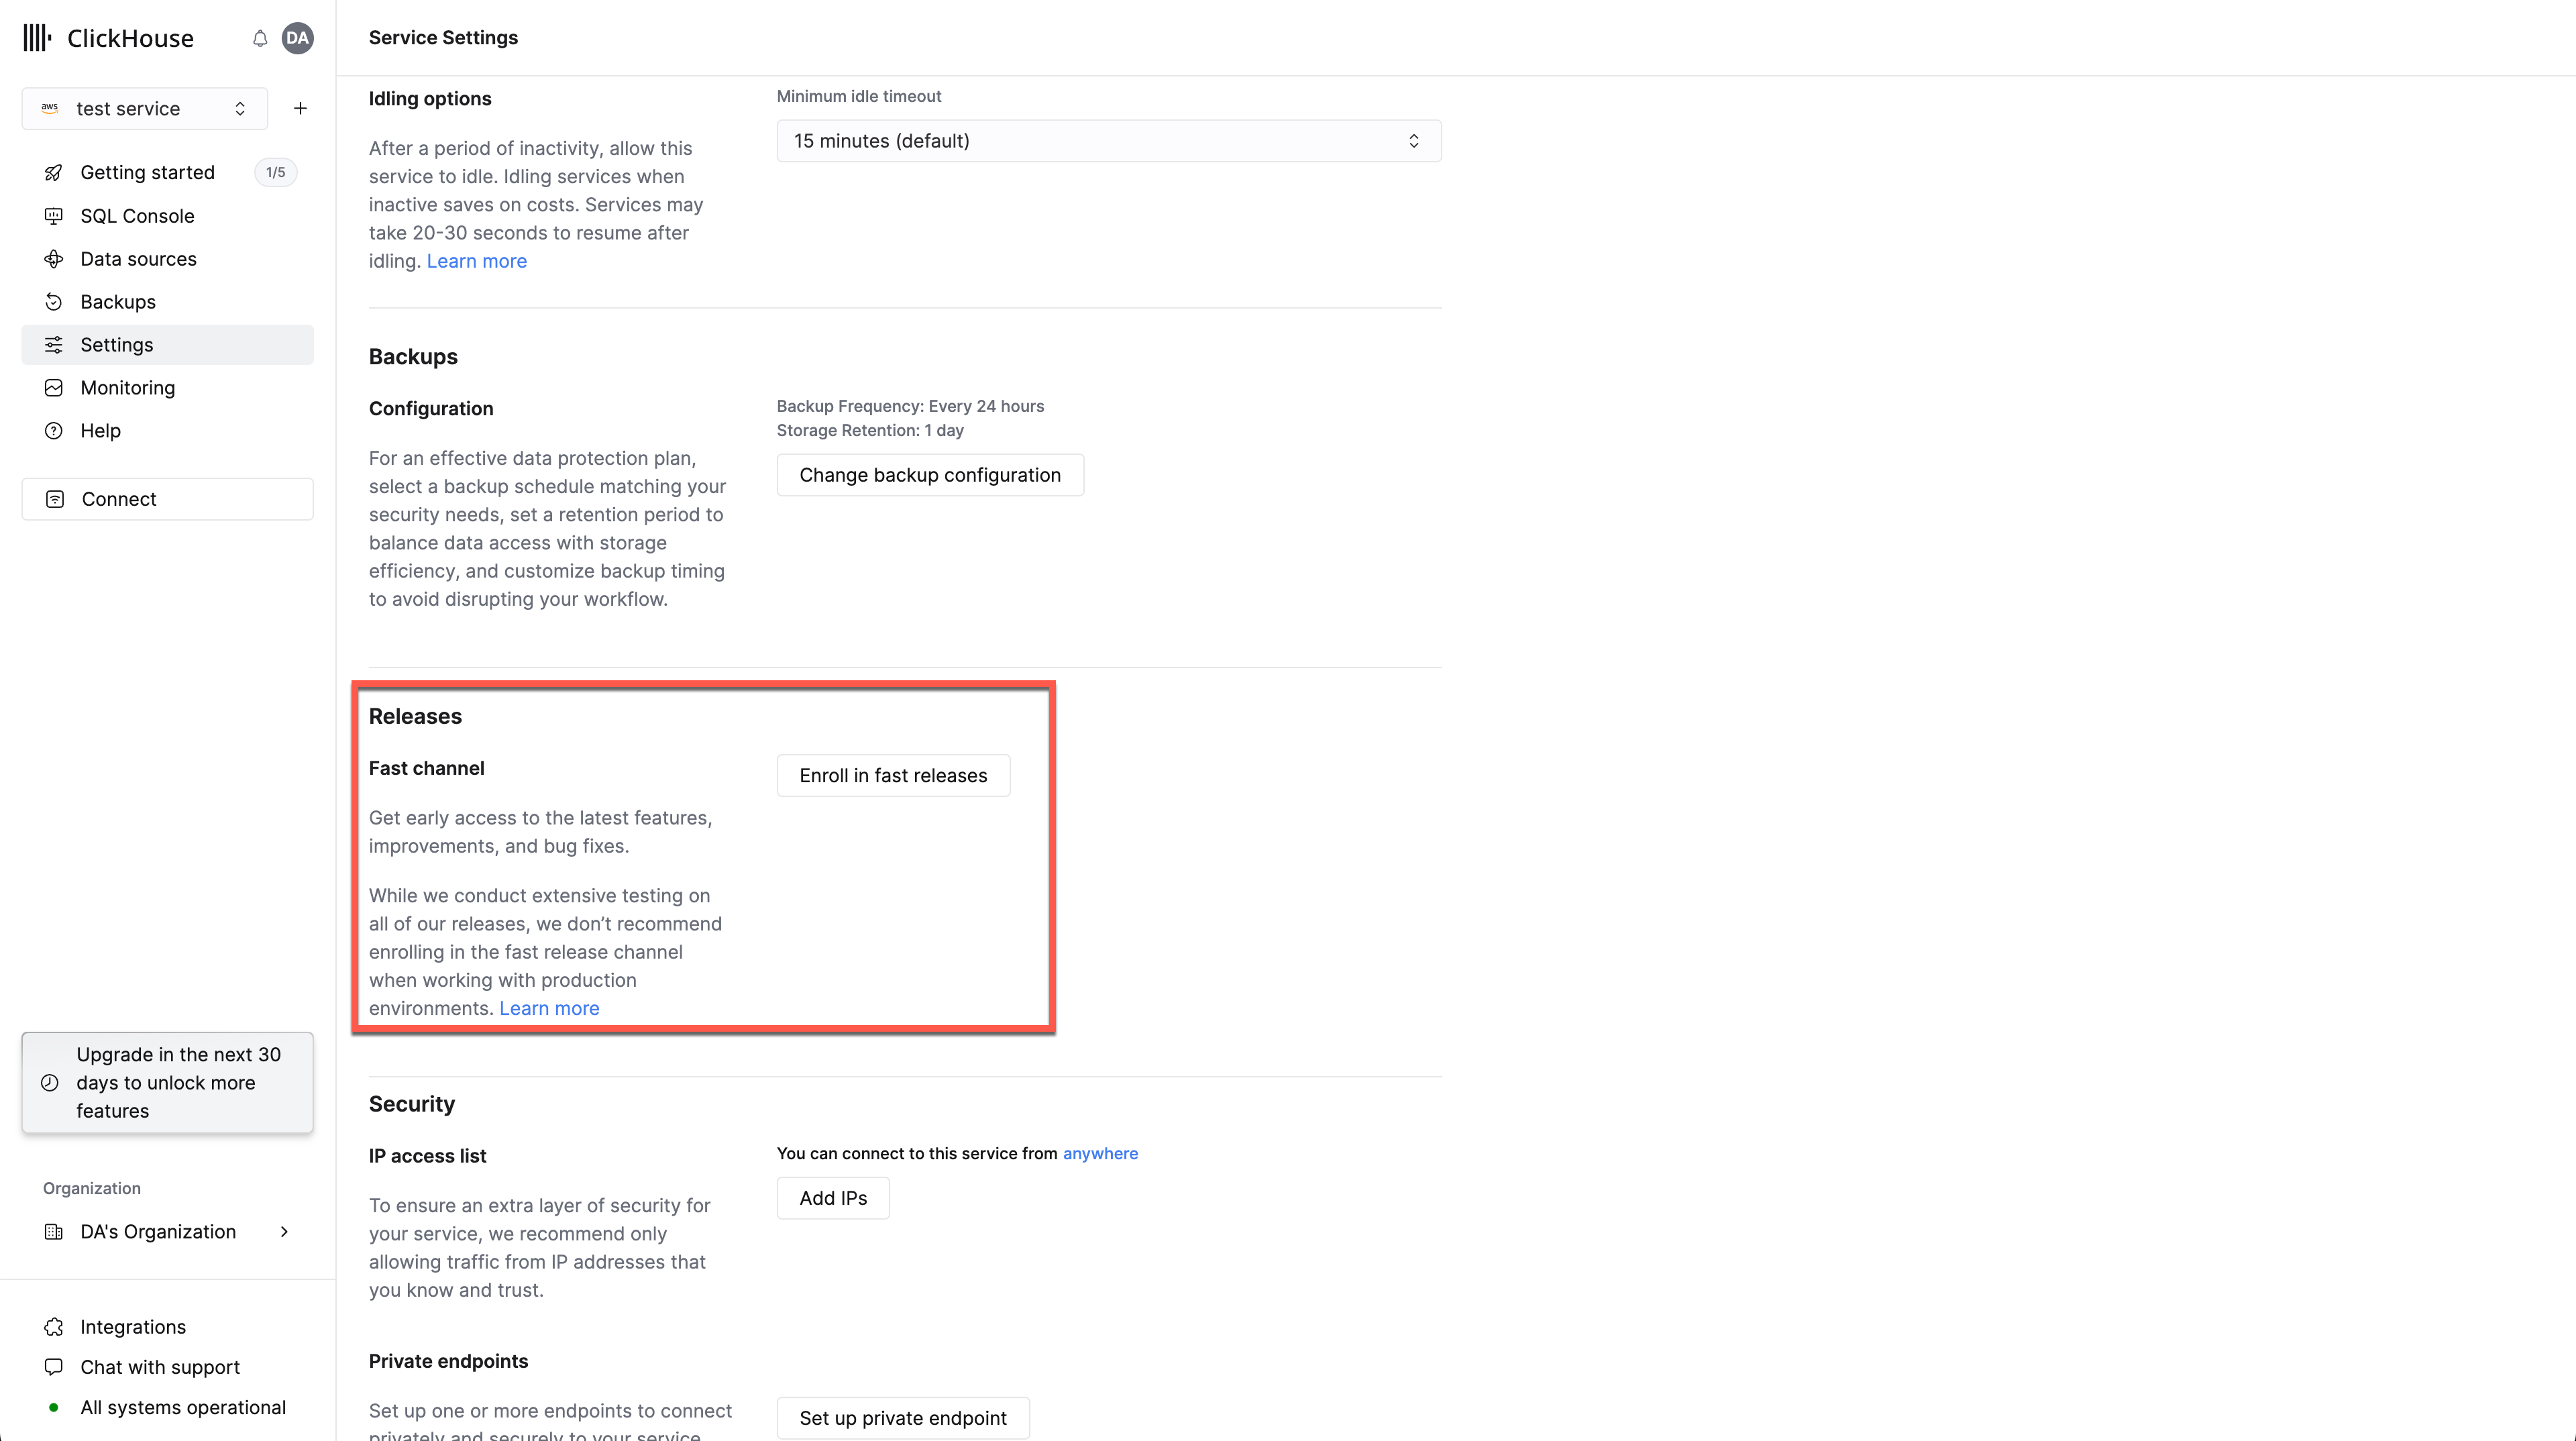 ClickHouse
DA
aws
test service
Getting started
1/5
SQL Console
Data sources
Backups
Settings
Monitoring
Help
Connect
Upgrade in the next 30
days to unlock more
features
Organization
DA's Organization
Integrations
Chat with support
All systems operational
Service Settings
Idling options
After a period of inactivity, allow this
service to idle. Idling services when
inactive saves on costs. Services may
take 20-30 seconds to resume after
idling. Learn more
Minimum idle timeout
15 minutes (default)
Backups
Configuration
For an effective data protection plan,
select a backup schedule matching your
security needs, set a retention period to
balance data access with storage
efficiency, and customize backup timing
to avoid disrupting your workflow.
Backup Frequency: Every 24 hours
Storage Retention: 1 day
Change backup configuration
Releases
Fast channel
Get early access to the latest features,
improvements, and bug fixes.
While we conduct extensive testing on
all of our releases, we don’t recommend
enrolling in the fast release channel
when working with production
environments. Learn more
Enroll in fast releases
Security
IP access list
To ensure an extra layer of security for
your service, we recommend only
allowing traffic from IP addresses that
you know and trust.
You can connect to this service from anywhere
Add IPs
Private endpoints
Set up one or more endpoints to connect
privately and securely to your service
Set up private endpoint